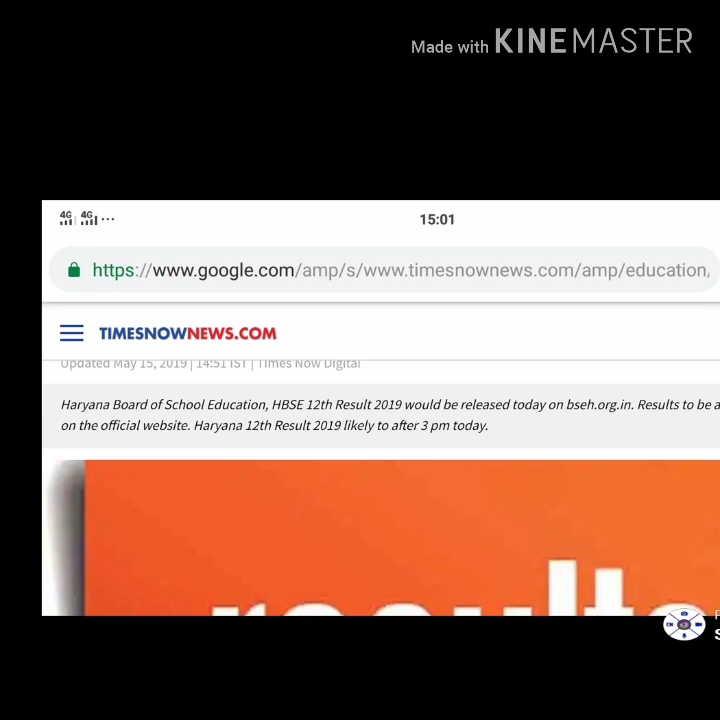 Made with KINEMASTER
4G 4G ... 15:01
https://www.google.com/amp/s/www.timesnownews.com/amp/education,
TIMESNOWNEWS.COM
Updated May 15, 2019 | 14:51 IST | Times Now Digital
Haryana Board of School Education, HBSE 12th Result 2019 would be released today on bseh.org.in. Results to be a
on the official website. Haryana 12th Result 2019 likely to after 3 pm today.
results